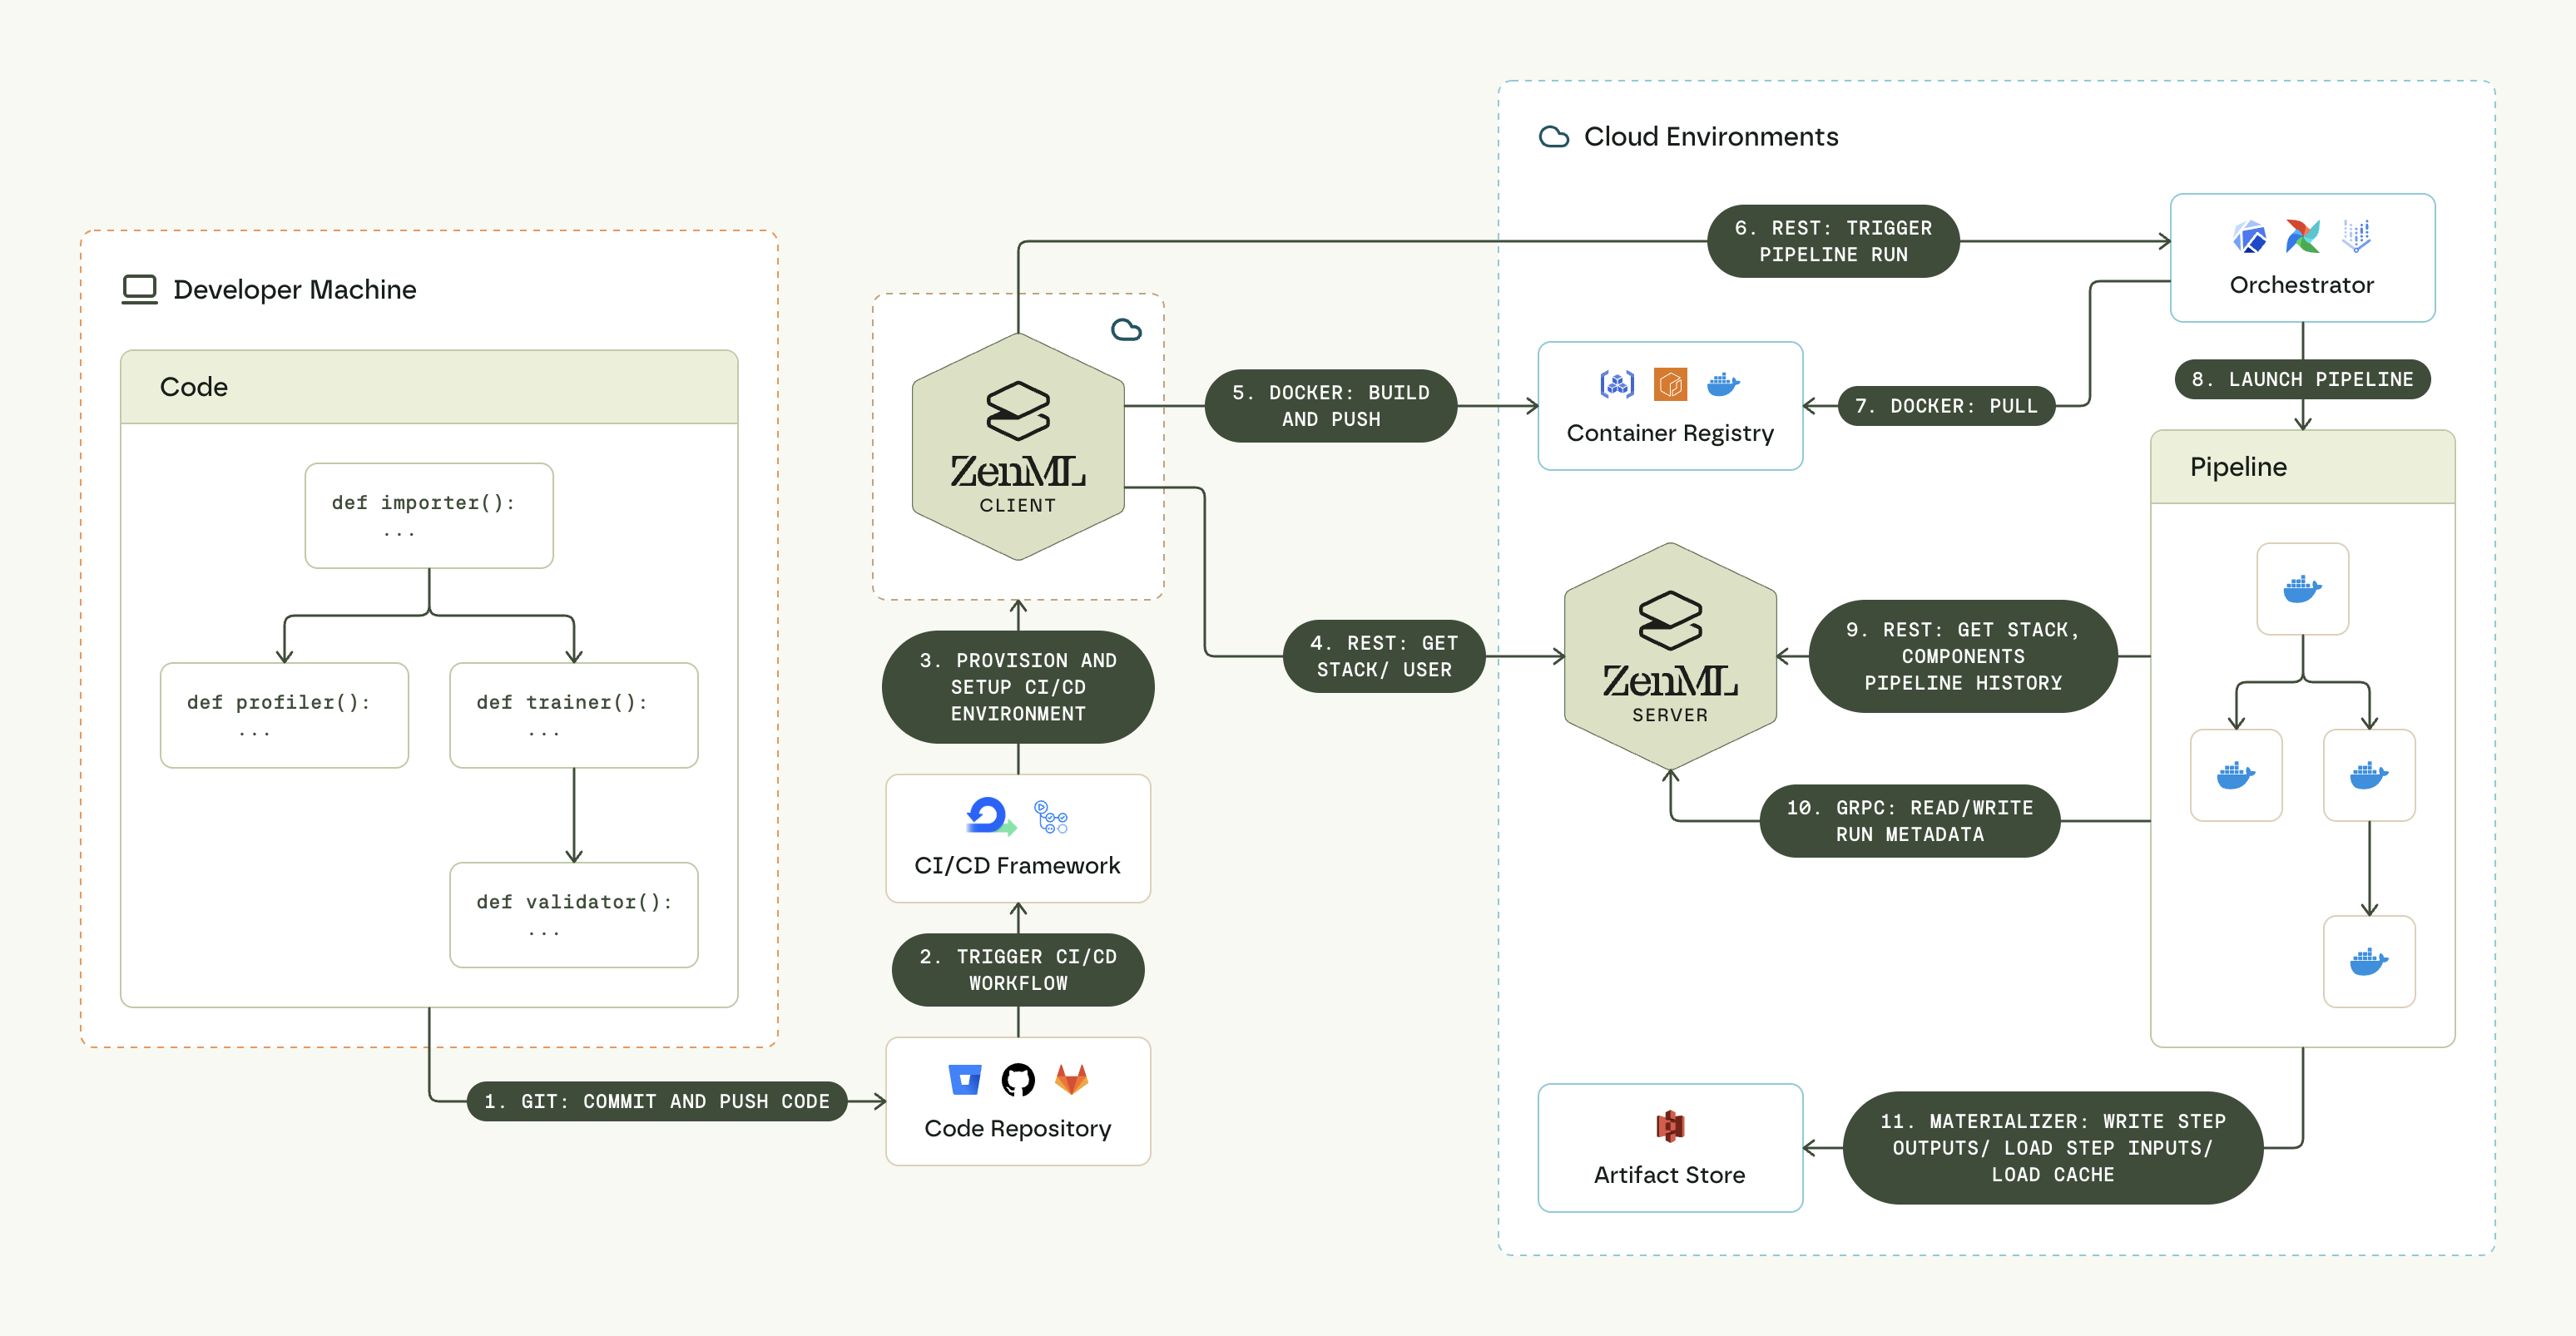 Developer Machine
Code
def importer():
...
def profiler():
...
def trainer():
...
def validator():
...
1. GIT: COMMIT AND PUSH CODE
Code Repository
2. TRIGGER CI/CD
WORKFLOW
CI/CD Framework
3. PROVISION AND
SETUP CI/CD
ENVIRONMENT
ZenML
CLIENT
4. REST: GET
STACK/ USER
5. DOCKER: BUILD
AND PUSH
Cloud Environments
6. REST: TRIGGER
PIPELINE RUN
Orchestrator
Container Registry
7. DOCKER: PULL
8. LAUNCH PIPELINE
Pipeline
ZenML
SERVER
9. REST: GET STACK,
COMPONENTS
PIPELINE HISTORY
10. GRPC: READ/WRITE
RUN METADATA
Artifact Store
11. MATERIALIZER: WRITE STEP
OUTPUTS/ LOAD STEP INPUTS/
LOAD CACHE